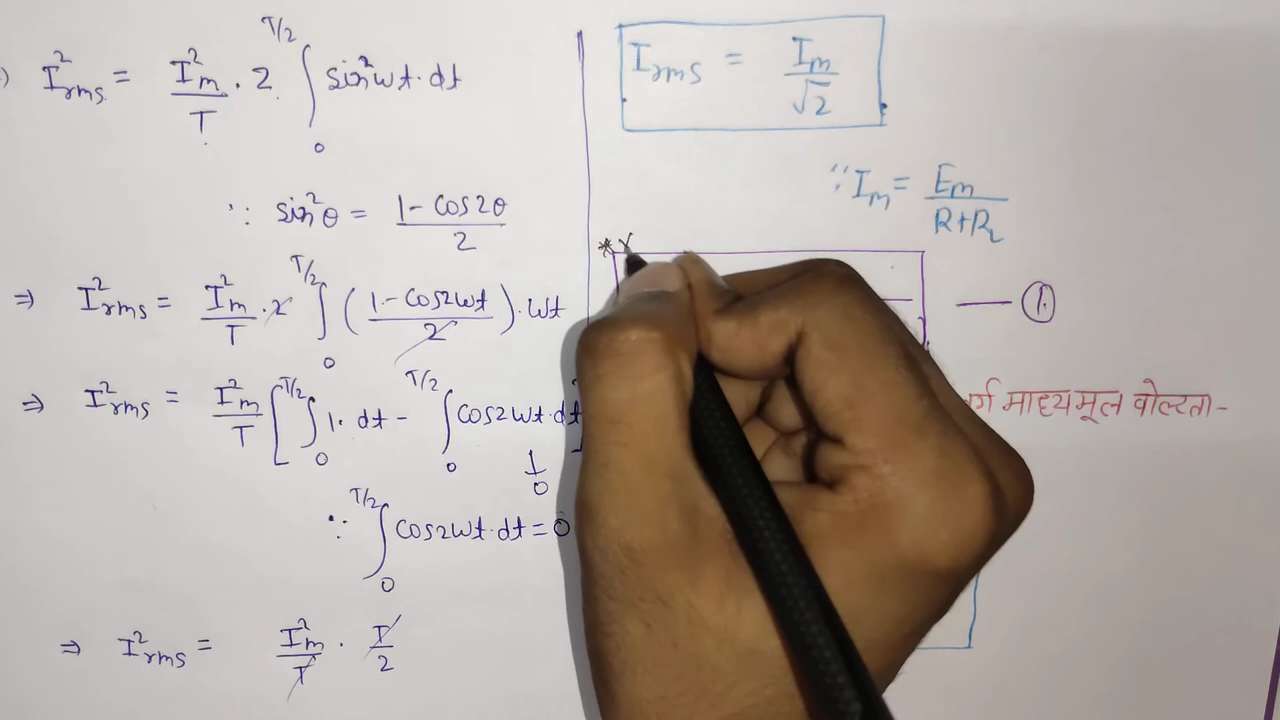 ) I²rms = I²m/T . 2 ∫₀^T/2 sin²ωt.dt
∵ sin²θ = 1 - cos2θ / 2
⇒ I²rms = I²m/T . 2 ∫₀^T/2 (1 - cos2ωt / 2).ωt
⇒ I²rms = I²m/T [∫₀^T/2 1. dt - ∫₀^T/2 cos2ωt.dt
↓
0
∵ ∫₀^T/2 cos2ωt.dt = 0
⇒ I²rms = I²m/T . T/2
Irms = Im/√2
∵ Im = Em/R+RL
— ①
वर्ग माध्य मूल वोल्टता-